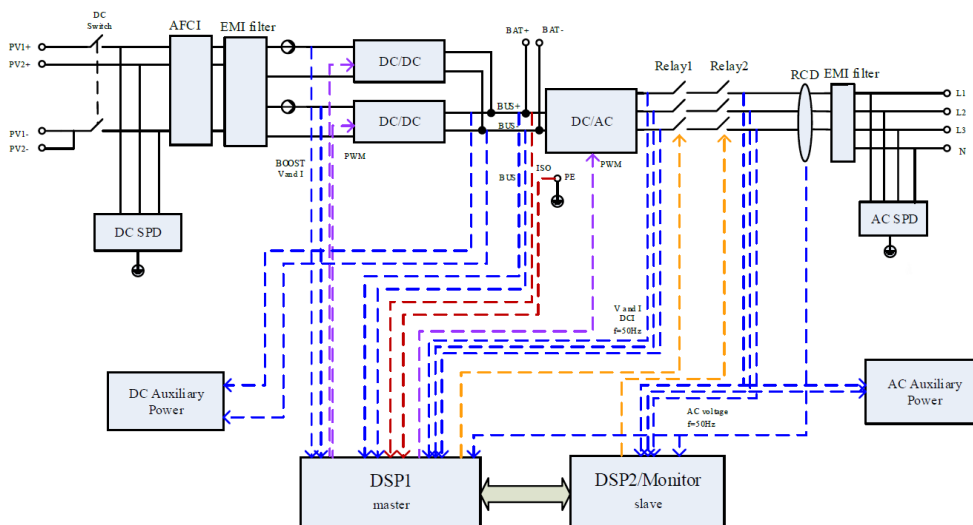 DC
Switch
AFCI
EMI filter
BAT+
BAT-
PV1+
PV2+
DC/DC
Relay1
Relay2
RCD
EMI filter
L1
BUS+
L2
PV1-
DC/DC
BUS-
DC/AC
L3
PV2-
N
PWM
BOOST
V and I
BUS
ISO
PE
PWM
DC SPD
AC SPD
V and I
DCI
f=50Hz
DC Auxiliary
Power
AC Auxiliary
Power
AC voltage
f=50Hz
DSP1
master
DSP2/Monitor
slave